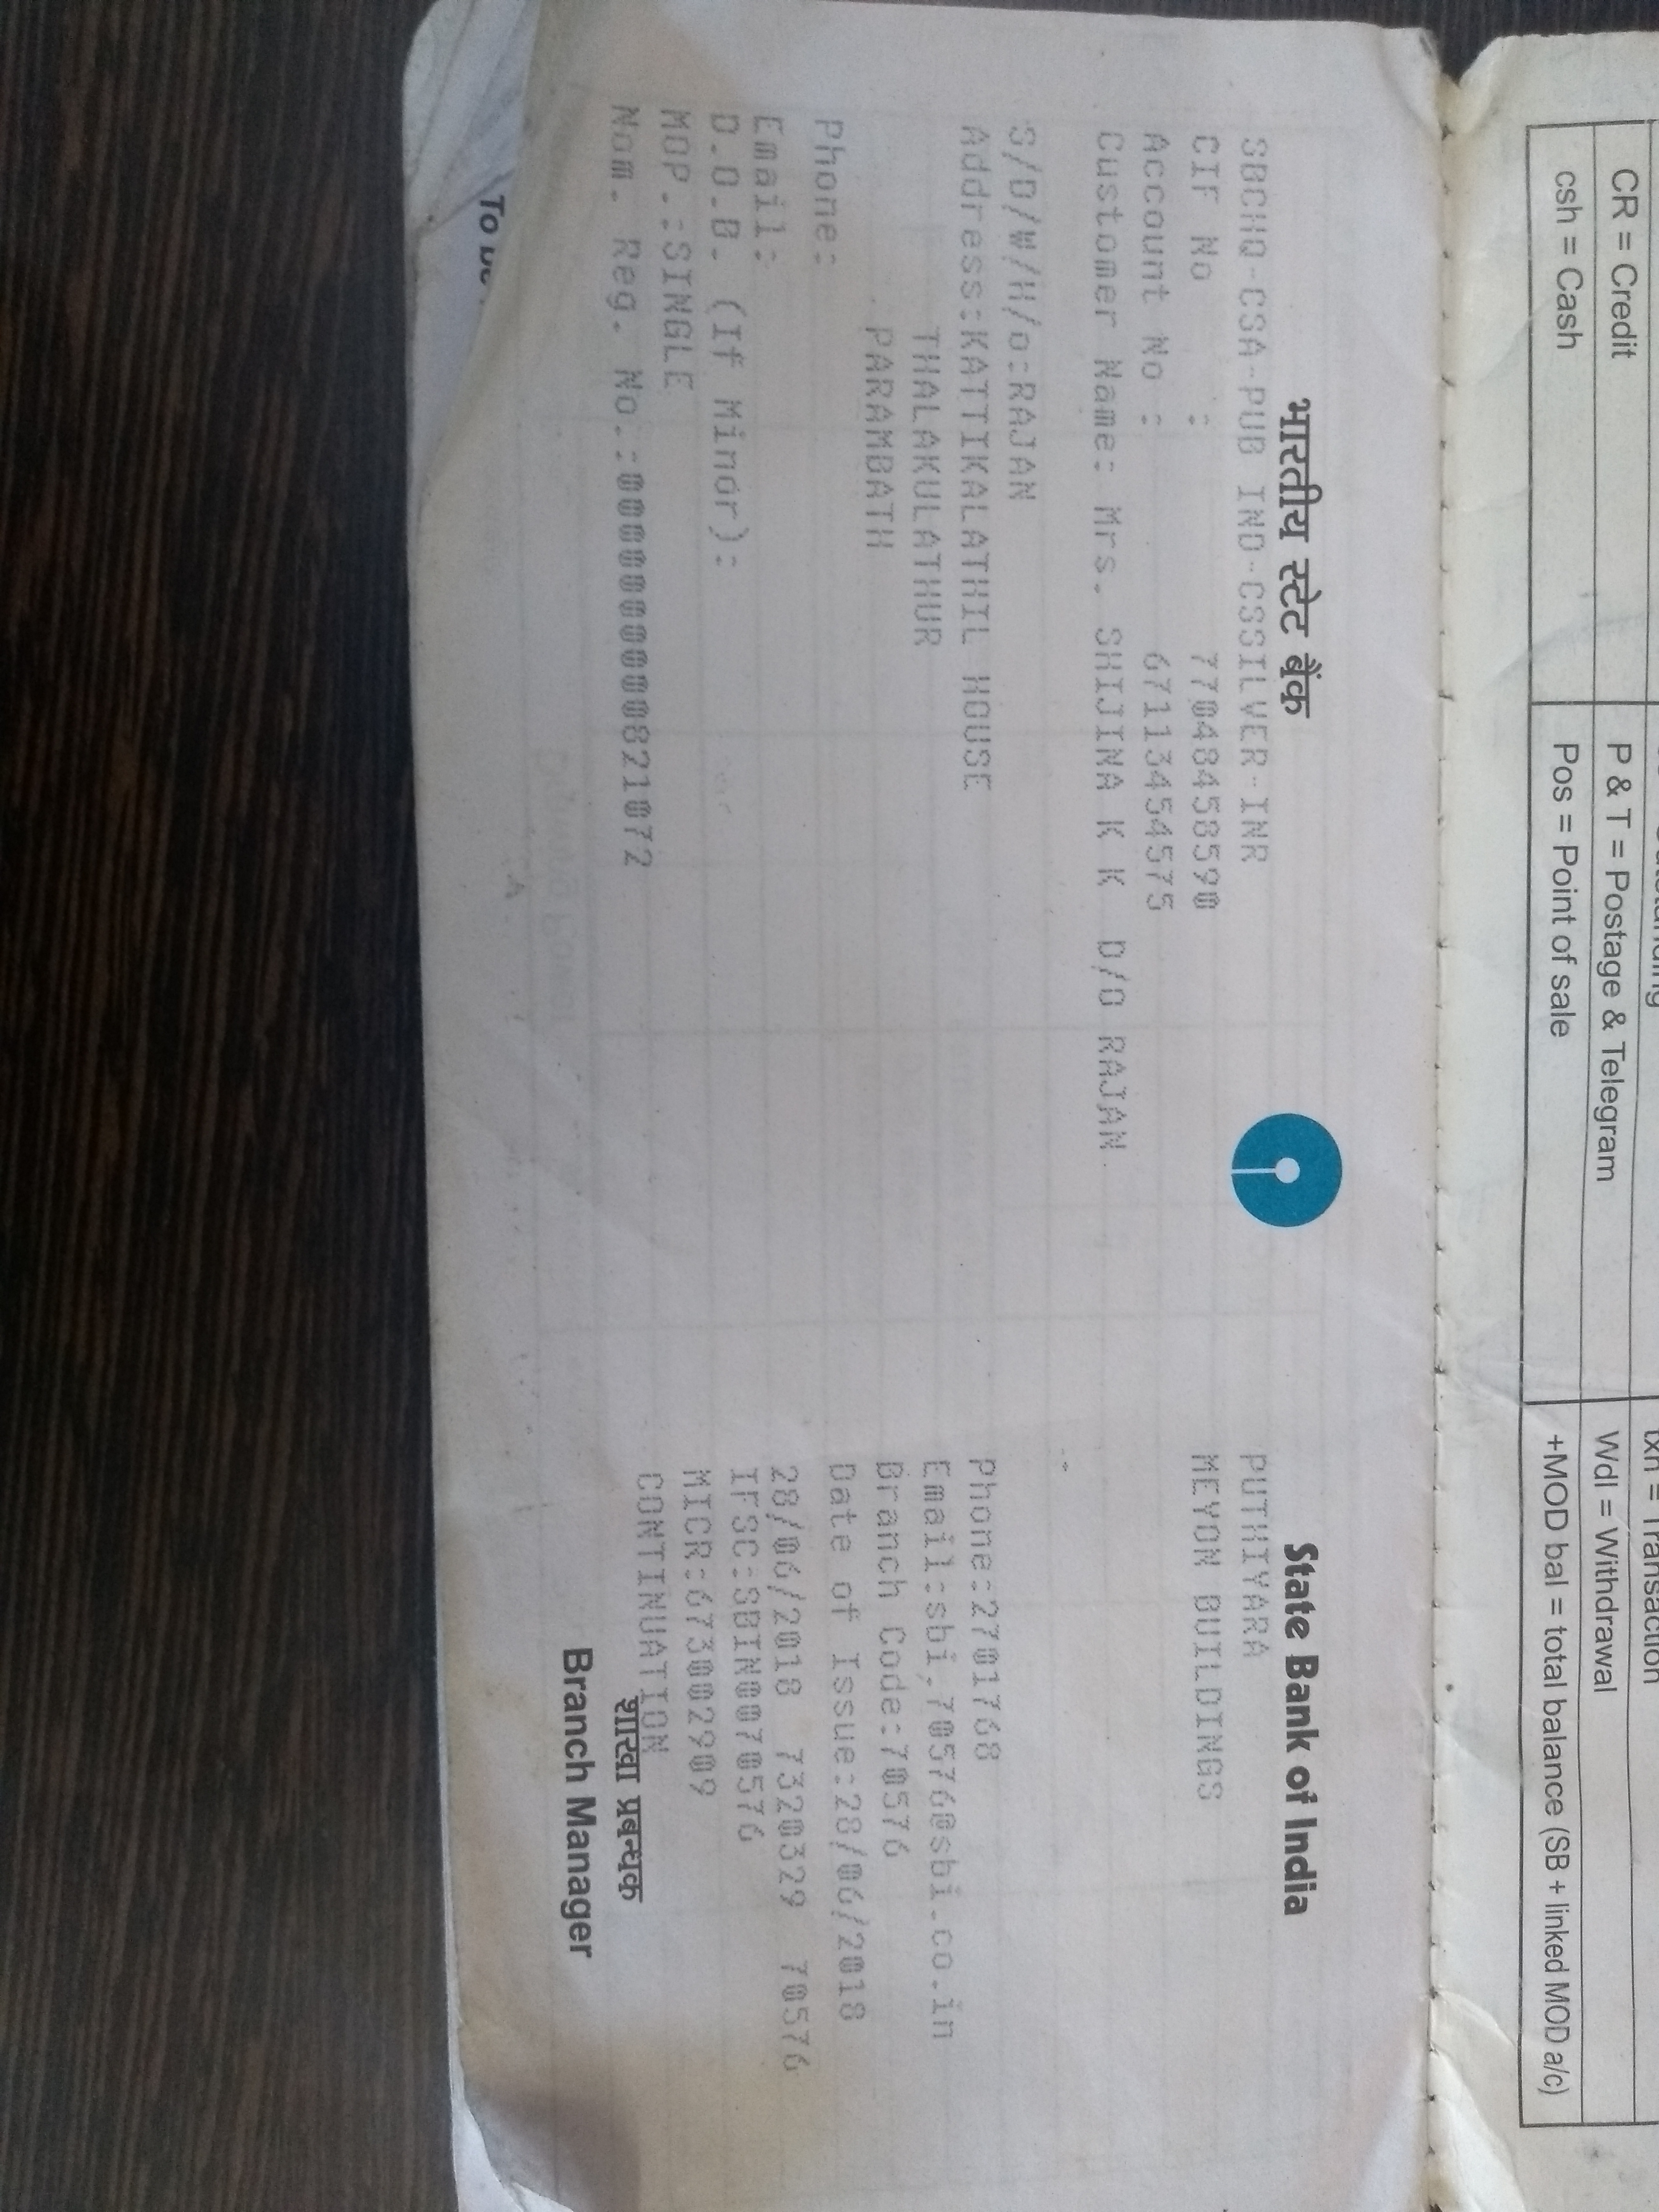 CR = Credit
P & T = Postage & Telegram
Wdl = Withdrawal
csh = Cash
Pos = Point of sale
+MOD bal = total balance (SB + linked MOD a/c)
भारतीय स्टेट बैंक
State Bank of India
SBCHQ-CSA-PUB IND-CSSILVER-INR
CIF No : 77048458590
Account No : 67113454575
Customer Name: Mrs. SHIJINA K K D/O RAJAN
S/D/W/H/o:RAJAN
Address:KATTIKALATHIL HOUSE
THALAKULATHUR
PARAMBATH
Phone:
Email:
D.O.B. (If Minor):
MOP.:SINGLE
Nom. Reg. No.:
PUTHIYARA
MEYON BUILDINGS
Phone:2701768
Email:sbi.70576@sbi.co.in
Branch Code:70576
Date of Issue:28/06/2018
28/06/2018 7320329 70576
IFSC:SBIN0070576
MICR:673002909
CONTINUATION
शाखा प्रबन्धक
Branch Manager